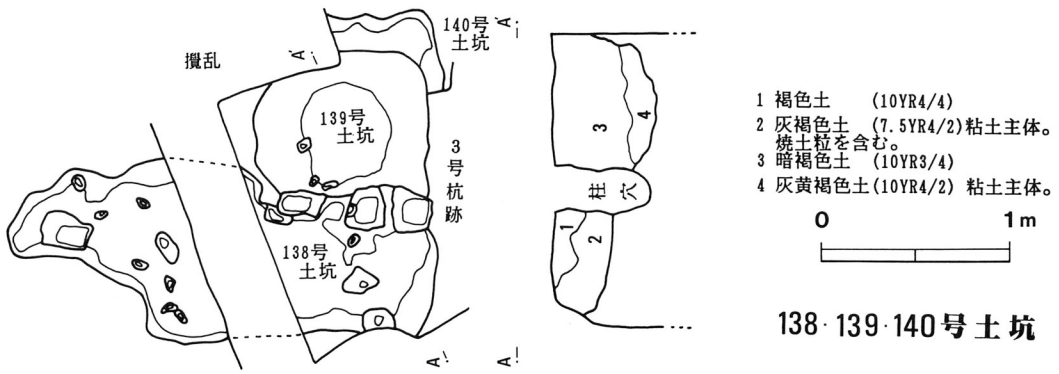 140号
土坑
A'
A'
攪乱
139号
土坑
3号杭跡
138号
土坑
A
A
3
4
柱穴
1
2
1 褐色土 (10YR4/4)
2 灰褐色土 (7.5YR4/2)粘土主体。
焼土粒を含む。
3 暗褐色土 (10YR3/4)
4 灰黄褐色土(10YR4/2) 粘土主体。
0 1m
138·139·140号土坑